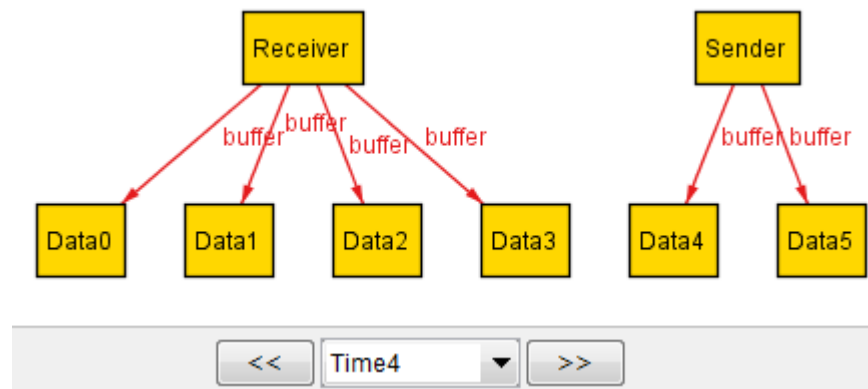 Receiver
Sender
buffer
buffer
buffer
buffer
buffer
buffer
Data0
Data1
Data2
Data3
Data4
Data5
<<
Time4
>>